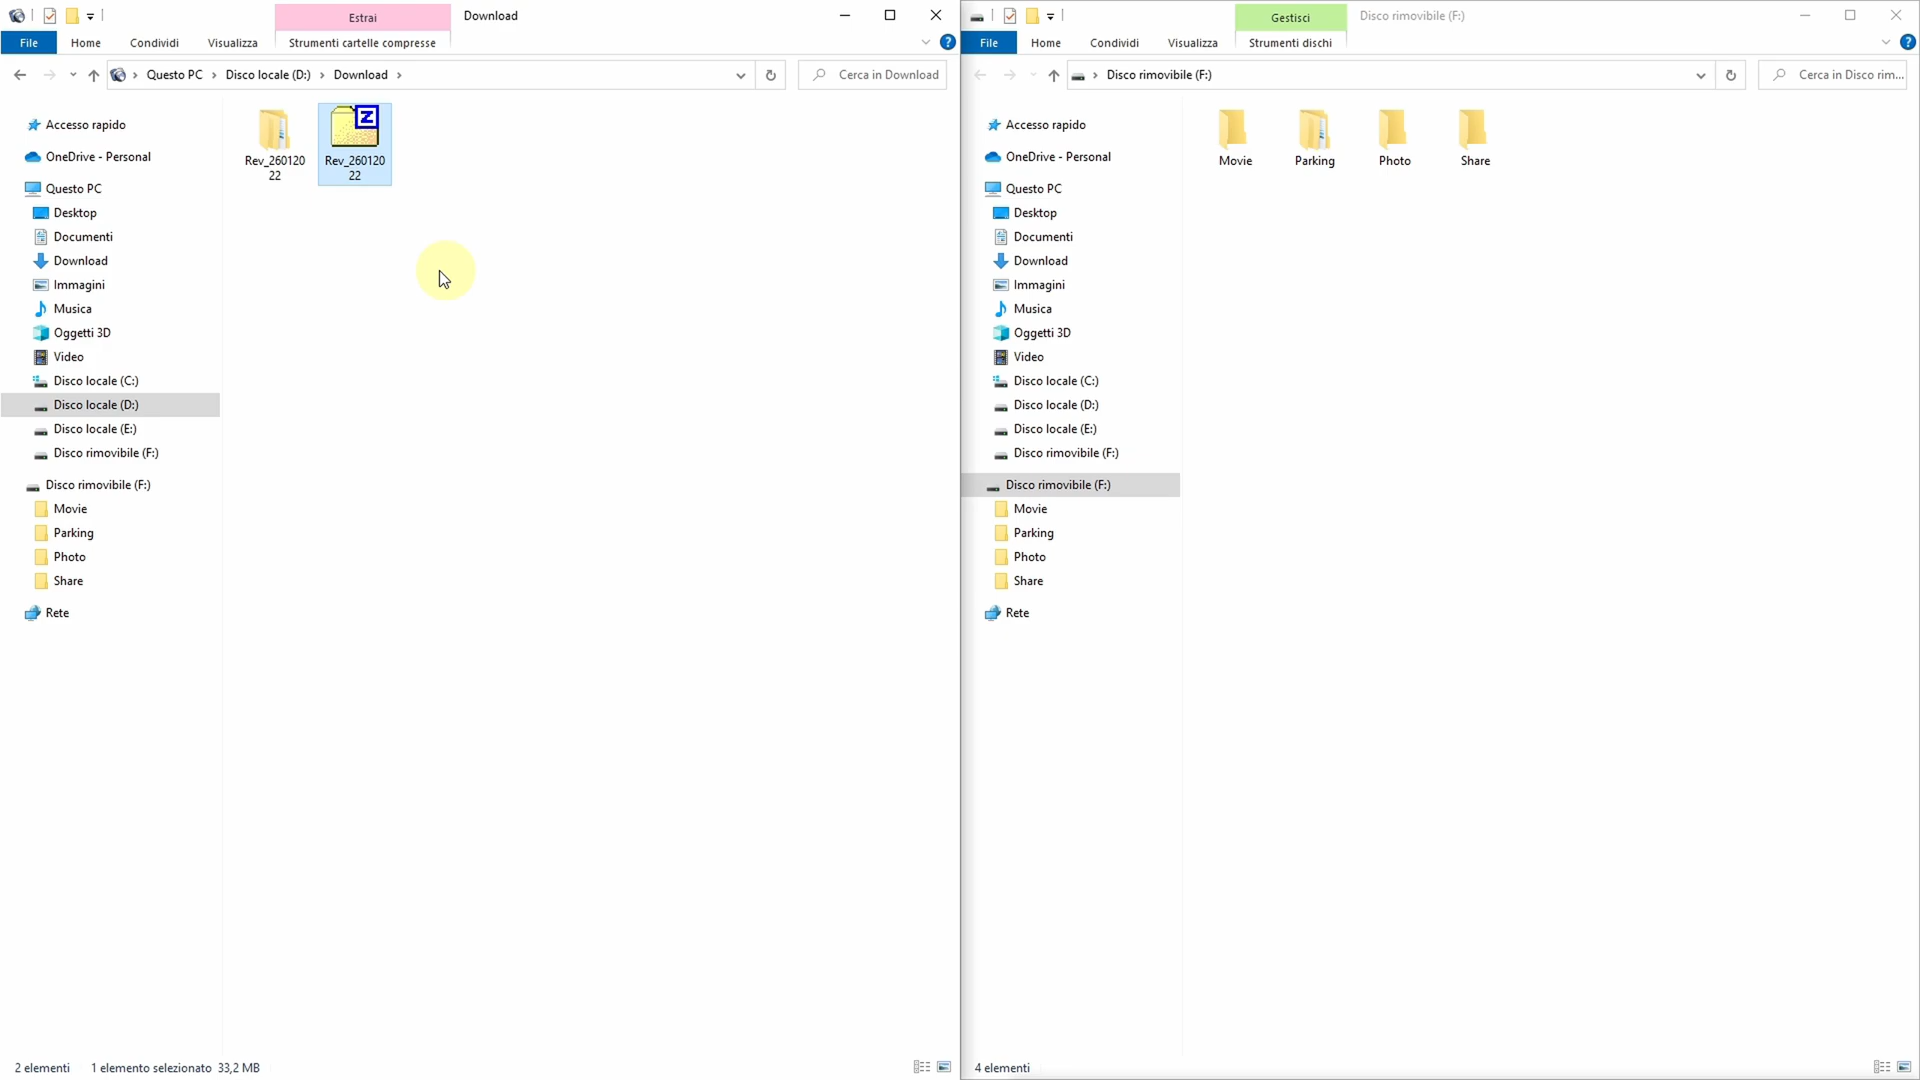 Estrai
Download
File
Home
Condividi
Visualizza
Strumenti cartelle compresse
Questo PC
Disco locale (D:)
Download
Cerca in Download
Accesso rapido
OneDrive - Personal
Questo PC
Desktop
Documenti
Download
Immagini
Musica
Oggetti 3D
Video
Disco locale (C:)
Disco locale (D:)
Disco locale (E:)
Disco rimovibile (F:)
Disco rimovibile (F:)
Movie
Parking
Photo
Share
Rete
Rev_260120
22
Z
Rev_260120
22
2 elementi
1 elemento selezionato 33,2 MB
Gestisci
Disco rimovibile (F:)
File
Home
Condividi
Visualizza
Strumenti dischi
Disco rimovibile (F:)
Cerca in Disco rim...
Accesso rapido
OneDrive - Personal
Questo PC
Desktop
Documenti
Download
Immagini
Musica
Oggetti 3D
Video
Disco locale (C:)
Disco locale (D:)
Disco locale (E:)
Disco rimovibile (F:)
Disco rimovibile (F:)
Movie
Parking
Photo
Share
Rete
Movie
Parking
Photo
Share
4 elementi